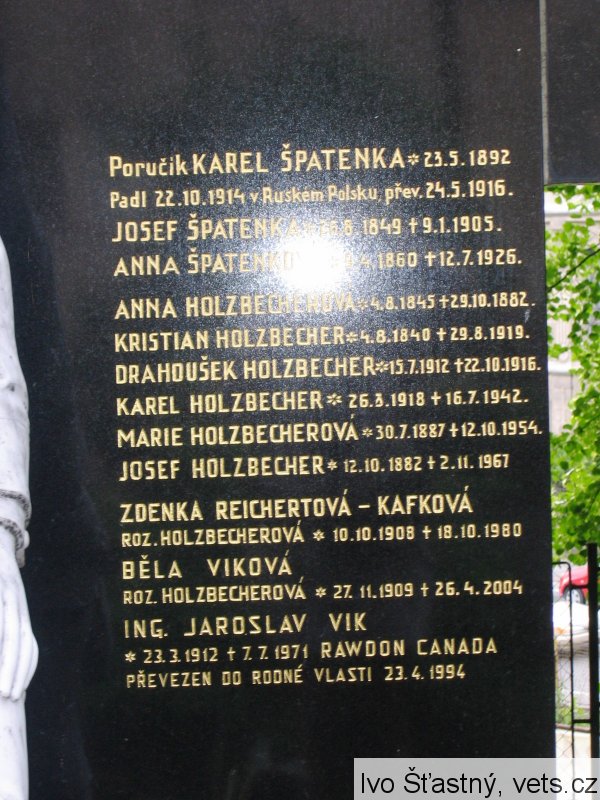 Poručík KAREL ŠPATENKA * 23.5.1892
Padl 22.10.1914 v Ruském Polsku, přev. 24.5.1916.
JOSEF ŠPATENKA 1849 + 9.1.1905.
ANNA 1860 + 12.7.1926.
ANNA HOLZBECHEROVÁ * 4.8.1845 + 29.10.1882.
KRISTIAN HOLZBECHER * 4.8.1840 + 29.8.1919.
DRAHOUŠEK HOLZBECHER * 15.7.1912 + 22.10.1916.
KAREL HOLZBECHER * 26.3.1918 + 16.7.1942.
MARIE HOLZBECHEROVÁ * 30.7.1887 + 12.10.1954.
JOSEF HOLZBECHER * 12.10.1882 + 2.11.1967
ZDENKA REICHERTOVÁ – KAFKOVÁ
ROZ. HOLZBECHEROVÁ * 10.10.1908 + 18.10.1980
BĚLA VIKOVÁ
ROZ. HOLZBECHEROVÁ * 27.11.1909 + 26.4.2004
ING. JAROSLAV VIK
* 23.3.1912 + 7.7.1971 RAWDON CANADA
PŘEVEZEN DO RODNÉ VLASTI 23.4.1994
Ivo Šťastný, vets.cz